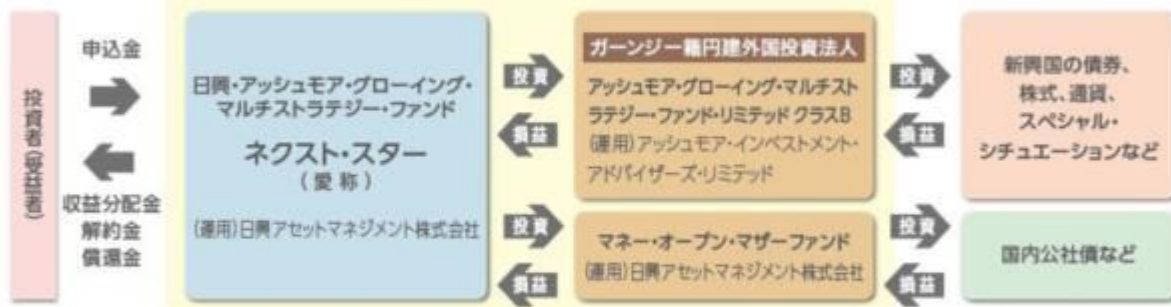 投資者(受益者)
申込金
収益分配金
解約金
償還金
日興・アッシュモア・グローイング・
マルチストラテジー・ファンド
ネクスト・スター
(愛称)
(運用)日興アセットマネジメント株式会社
投資
損益
投資
損益
ガーンジー籍円建外国投資法人
アッシュモア・グローイング・マルチスト
ラテジー・ファンド・リミテッド クラスB
(運用)アッシュモア・インベストメント・
アドバイザーズ・リミテッド
マネー・オープン・マザーファンド
(運用)日興アセットマネジメント株式会社
投資
損益
投資
損益
新興国の債券、
株式、通貨、
スペシャル・
シチュエーションなど
国内公社債など